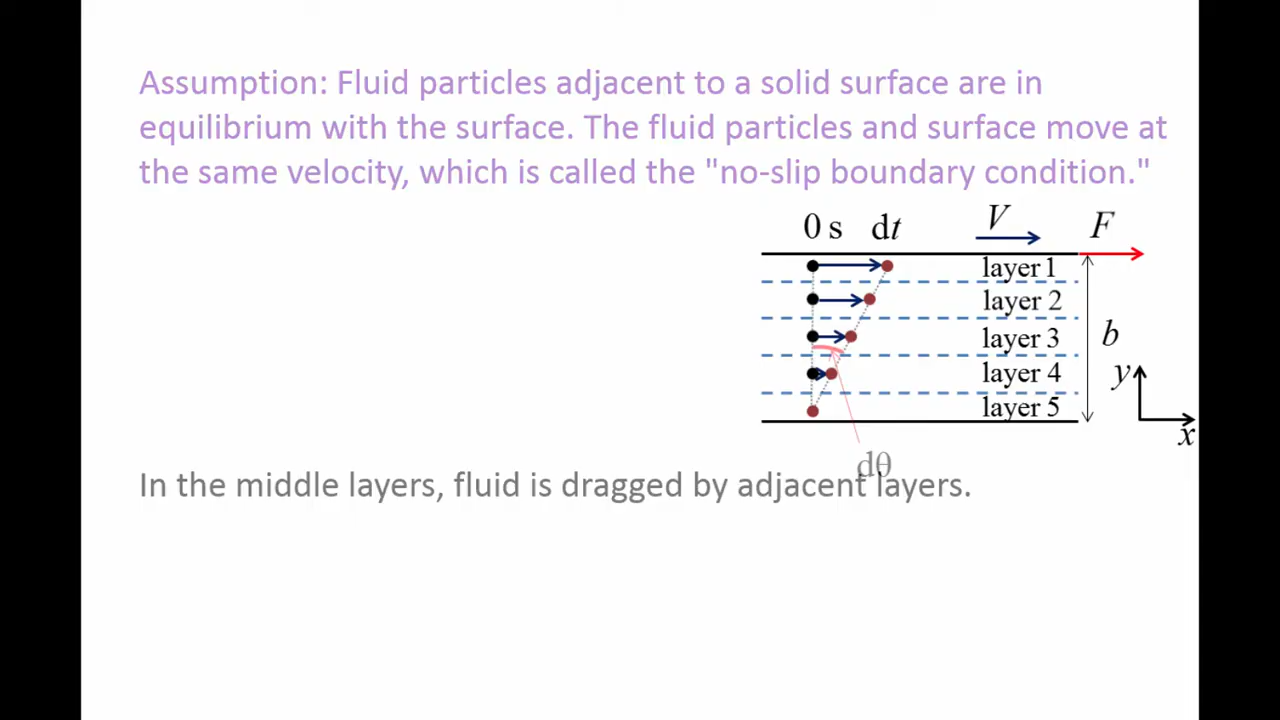 Assumption: Fluid particles adjacent to a solid surface are in
equilibrium with the surface. The fluid particles and surface move at
the same velocity, which is called the "no-slip boundary condition."
0 s dt V F
layer 1
layer 2
layer 3
b
layer 4
y
layer 5
x
dθ
In the middle layers, fluid is dragged by adjacent layers.